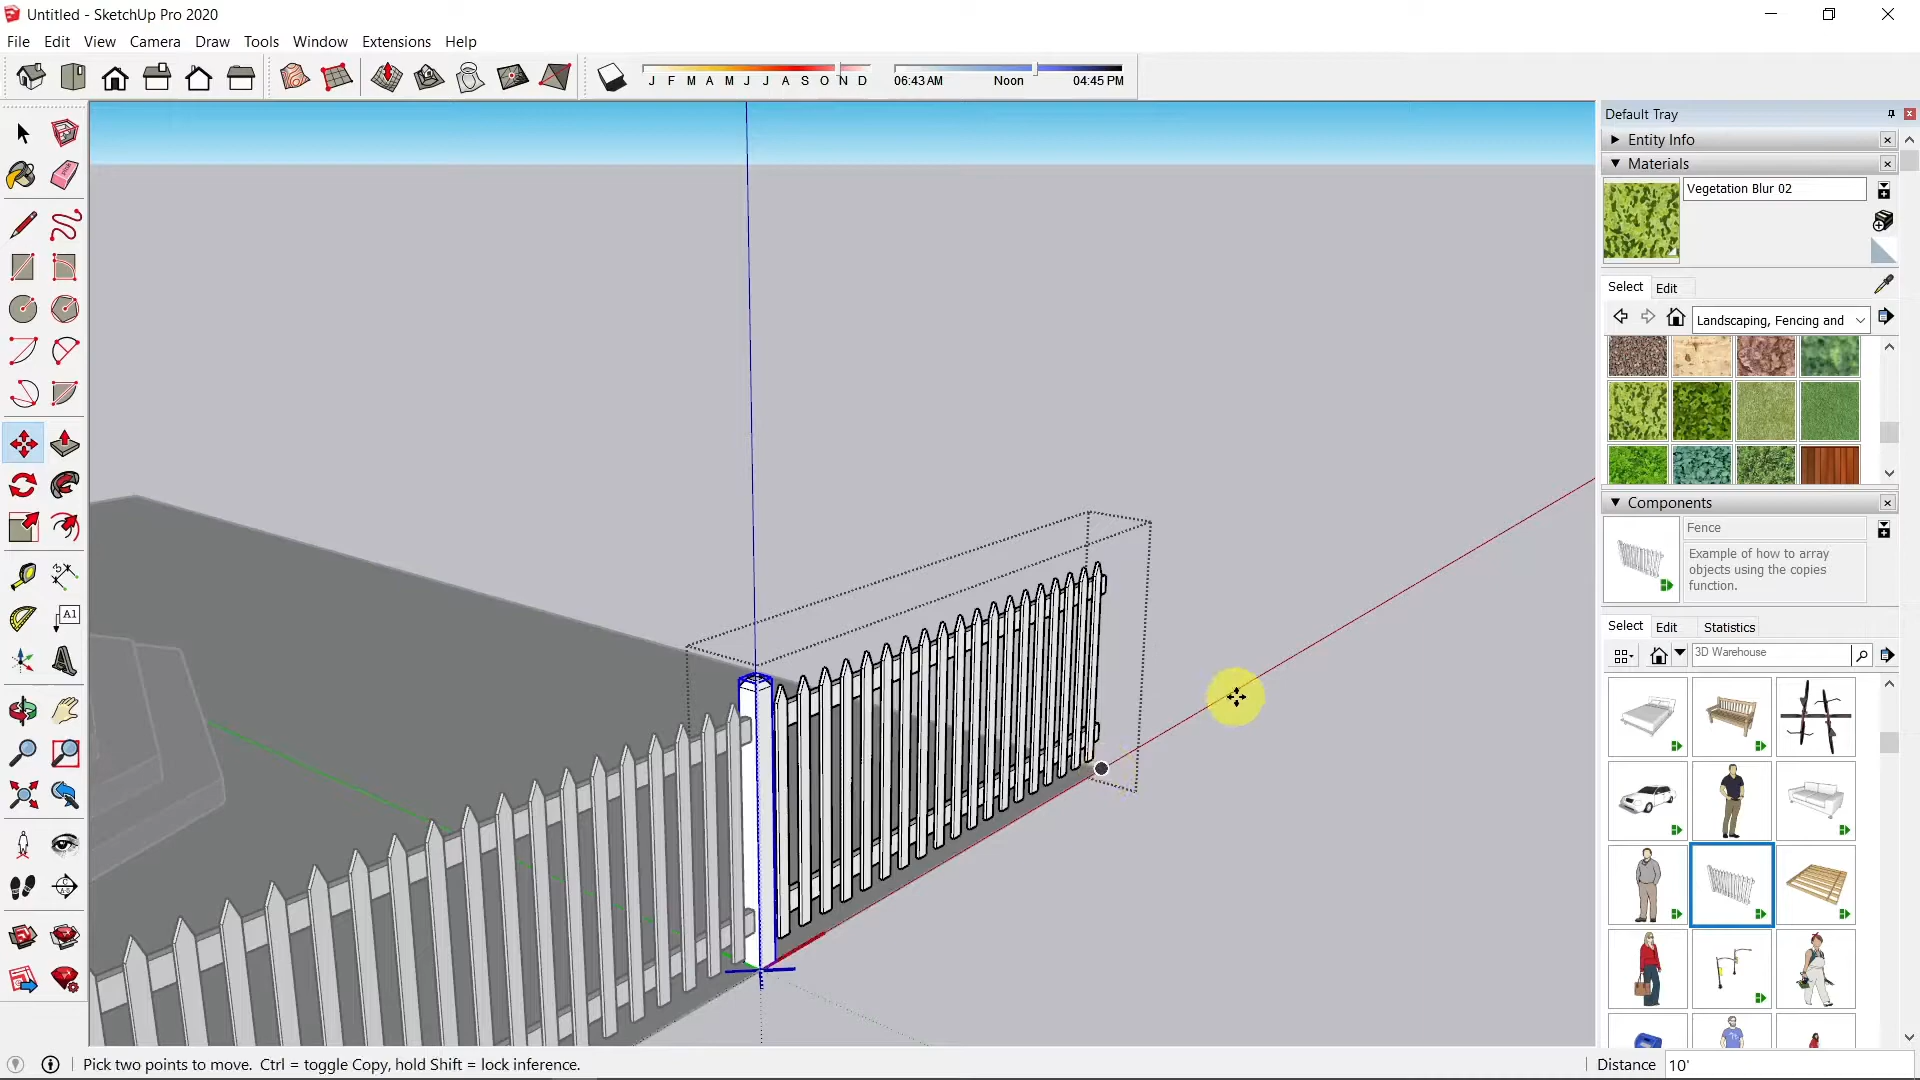 Untitled - SketchUp Pro 2020
File Edit View Camera Draw Tools Window Extensions Help
J F M A M J J A S O N D
06:43 AM Noon 04:45 PM
Default Tray
Entity Info
Materials
Vegetation Blur 02
Select Edit
Landscaping, Fencing and
Components
Fence
Example of how to array
objects using the copies
function.
Select Edit Statistics
3D Warehouse
A1
Pick two points to move. Ctrl = toggle Copy, hold Shift = lock inference.
Distance 10'